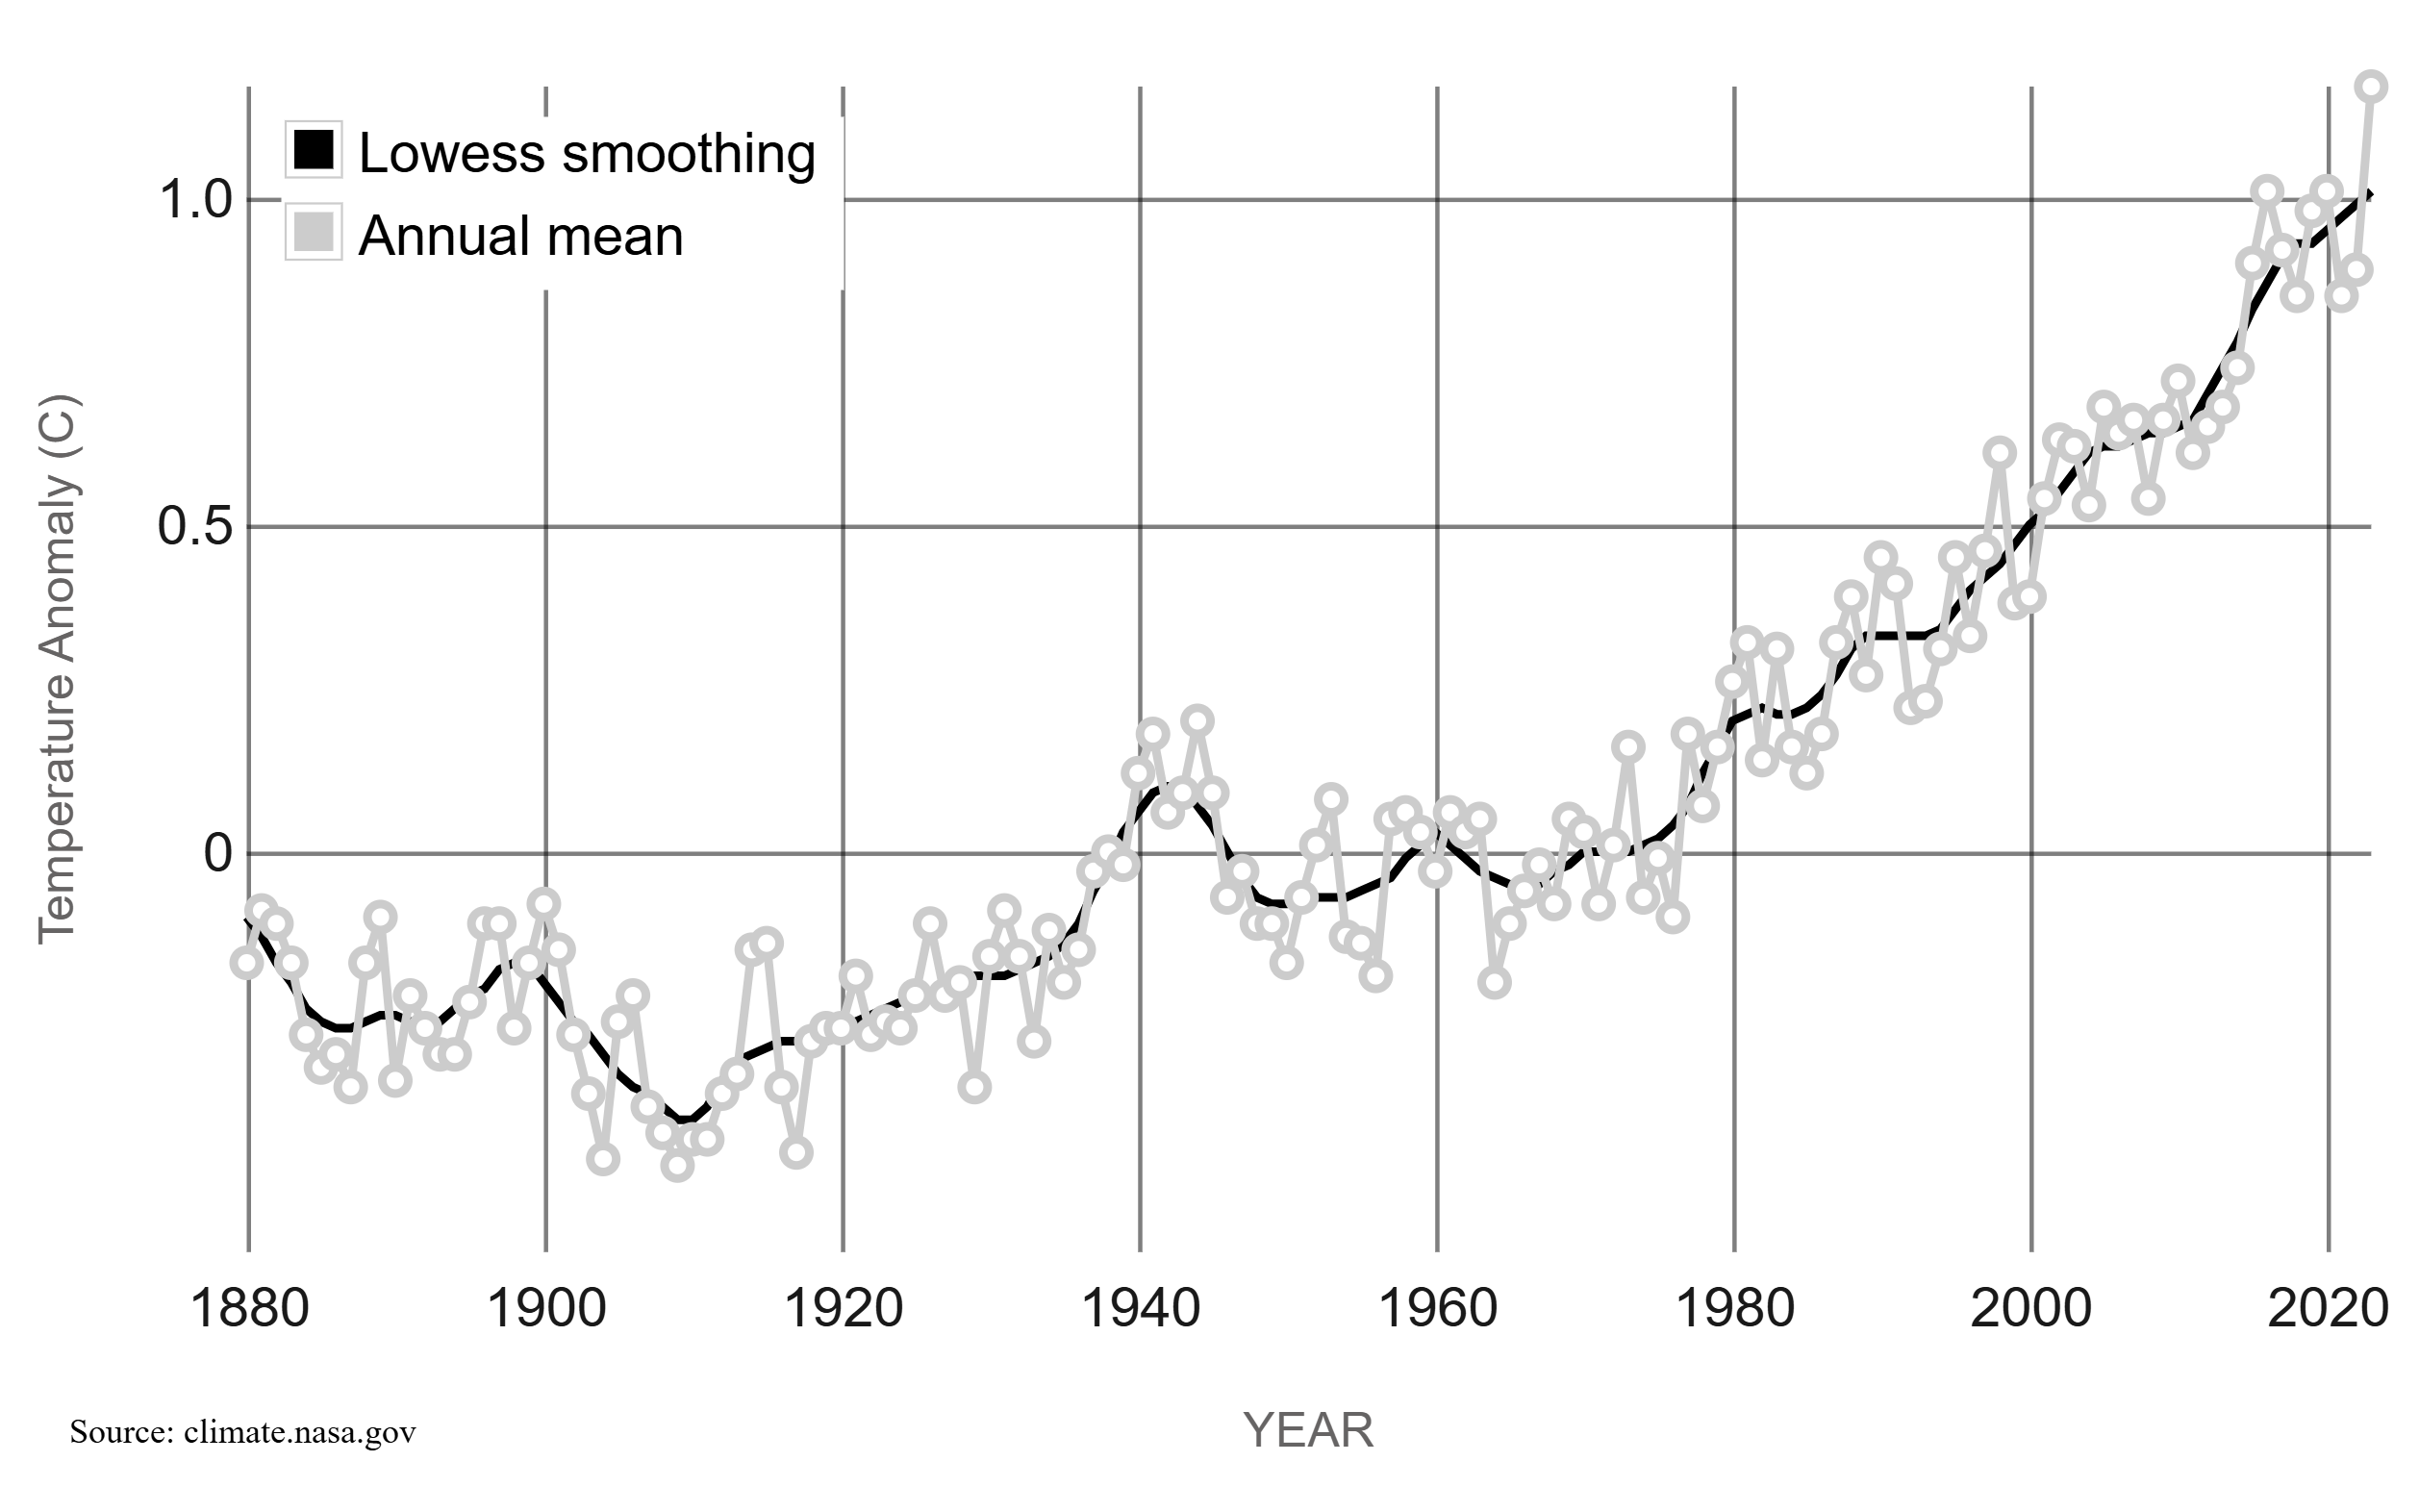 Lowess smoothing
Annual mean
1.0
0.5
0
Temperature Anomaly (C)
1880 1900 1920 1940 1960 1980 2000 2020
YEAR
Source: climate.nasa.gov